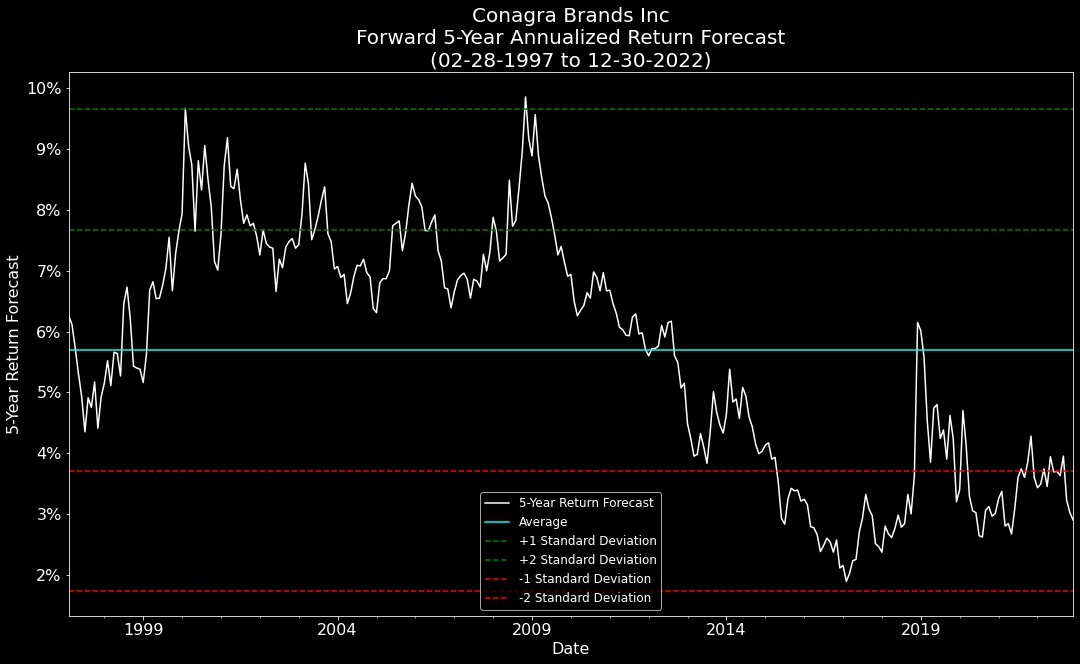 Conagra Brands Inc
Forward 5-Year Annualized Return Forecast
(02-28-1997 to 12-30-2022)
10%
9%
8%
7%
6%
5%
4%
3%
2%
5-Year Return Forecast
5-Year Return Forecast
Average
+1 Standard Deviation
+2 Standard Deviation
-1 Standard Deviation
-2 Standard Deviation
1999
2004
2009
2014
2019
Date